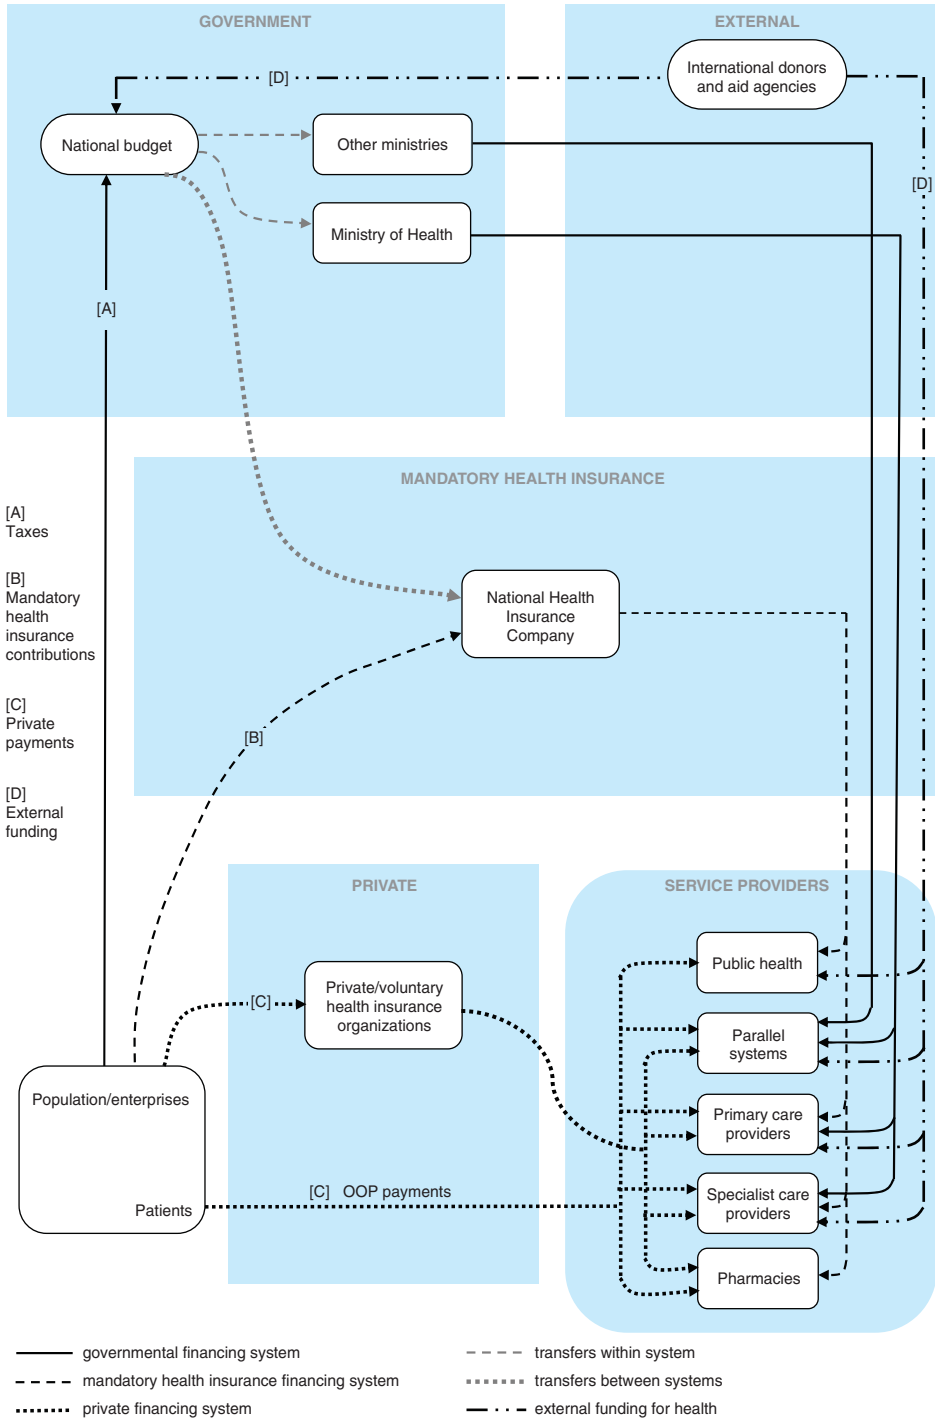 GOVERNMENT
EXTERNAL
[D]
International donors
and aid agencies
National budget
Other ministries
[D]
Ministry of Health
[A]
MANDATORY HEALTH INSURANCE
[A]
Taxes
[B]
Mandatory
health
insurance
contributions
[C]
Private
payments
[D]
External
funding
National Health
Insurance
Company
[B]
PRIVATE
SERVICE PROVIDERS
Public health
[C]
Private/voluntary
health insurance
organizations
Parallel
systems
Population/enterprises
Primary care
providers
Patients
[C] OOP payments
Specialist care
providers
Pharmacies
governmental financing system
mandatory health insurance financing system
private financing system
transfers within system
transfers between systems
external funding for health